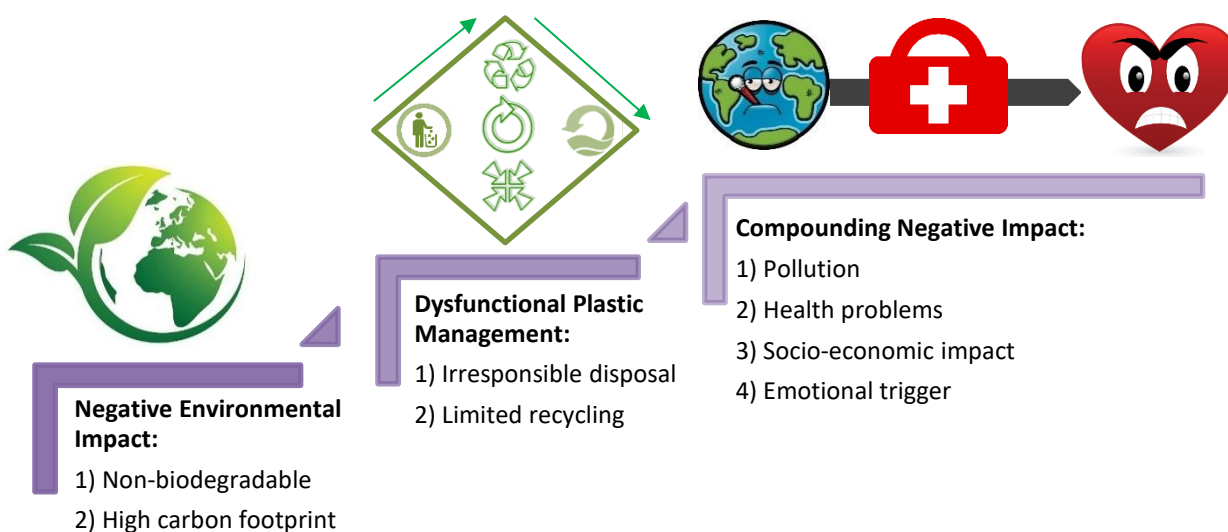 Negative Environmental
Impact:
1) Non-biodegradable
2) High carbon footprint
Dysfunctional Plastic
Management:
1) Irresponsible disposal
2) Limited recycling
Compounding Negative Impact:
1) Pollution
2) Health problems
3) Socio-economic impact
4) Emotional trigger